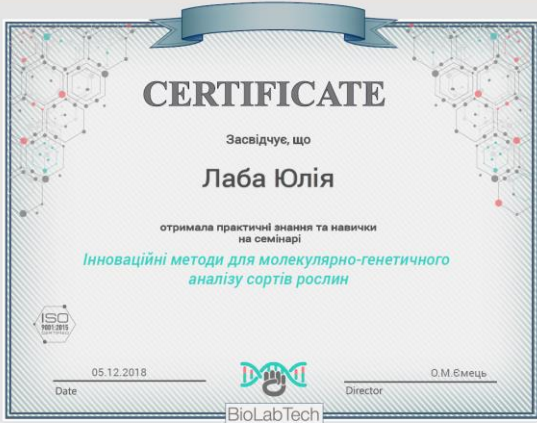 CERTIFICATE
Засвідчує, що
Лаба Юлія
отримала практичні знання та навички
на семінарі
Інноваційні методи для молекулярно-генетичного
аналізу сортів рослин
ISO
9001:2015
05.12.2018
Date
BioLabTech
О.М.Ємець
Director